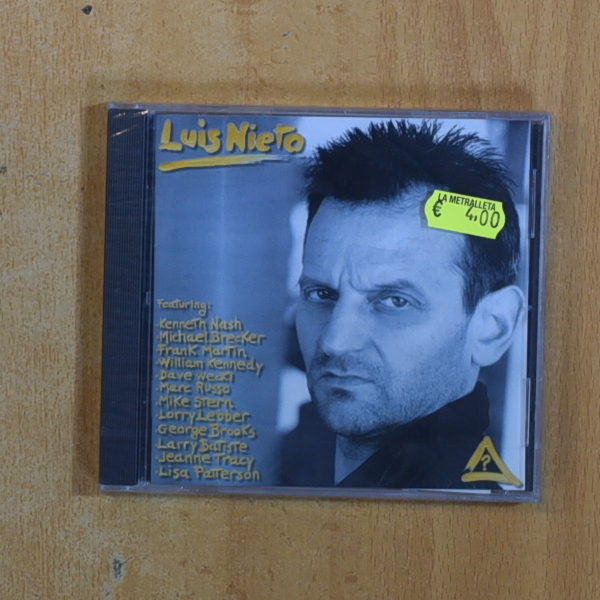 Luis Nieto
LA METRALLETA
€ 4,00
Featuring:
Kenneth Nash
Michael Brecker
Frank Martin
William Kennedy
Dave Weckl
Marc Russo
Mike Stern
Lorry Lebber
George Brooks
Larry Batiste
Jeanne Tracy
Lisa Patterson
?